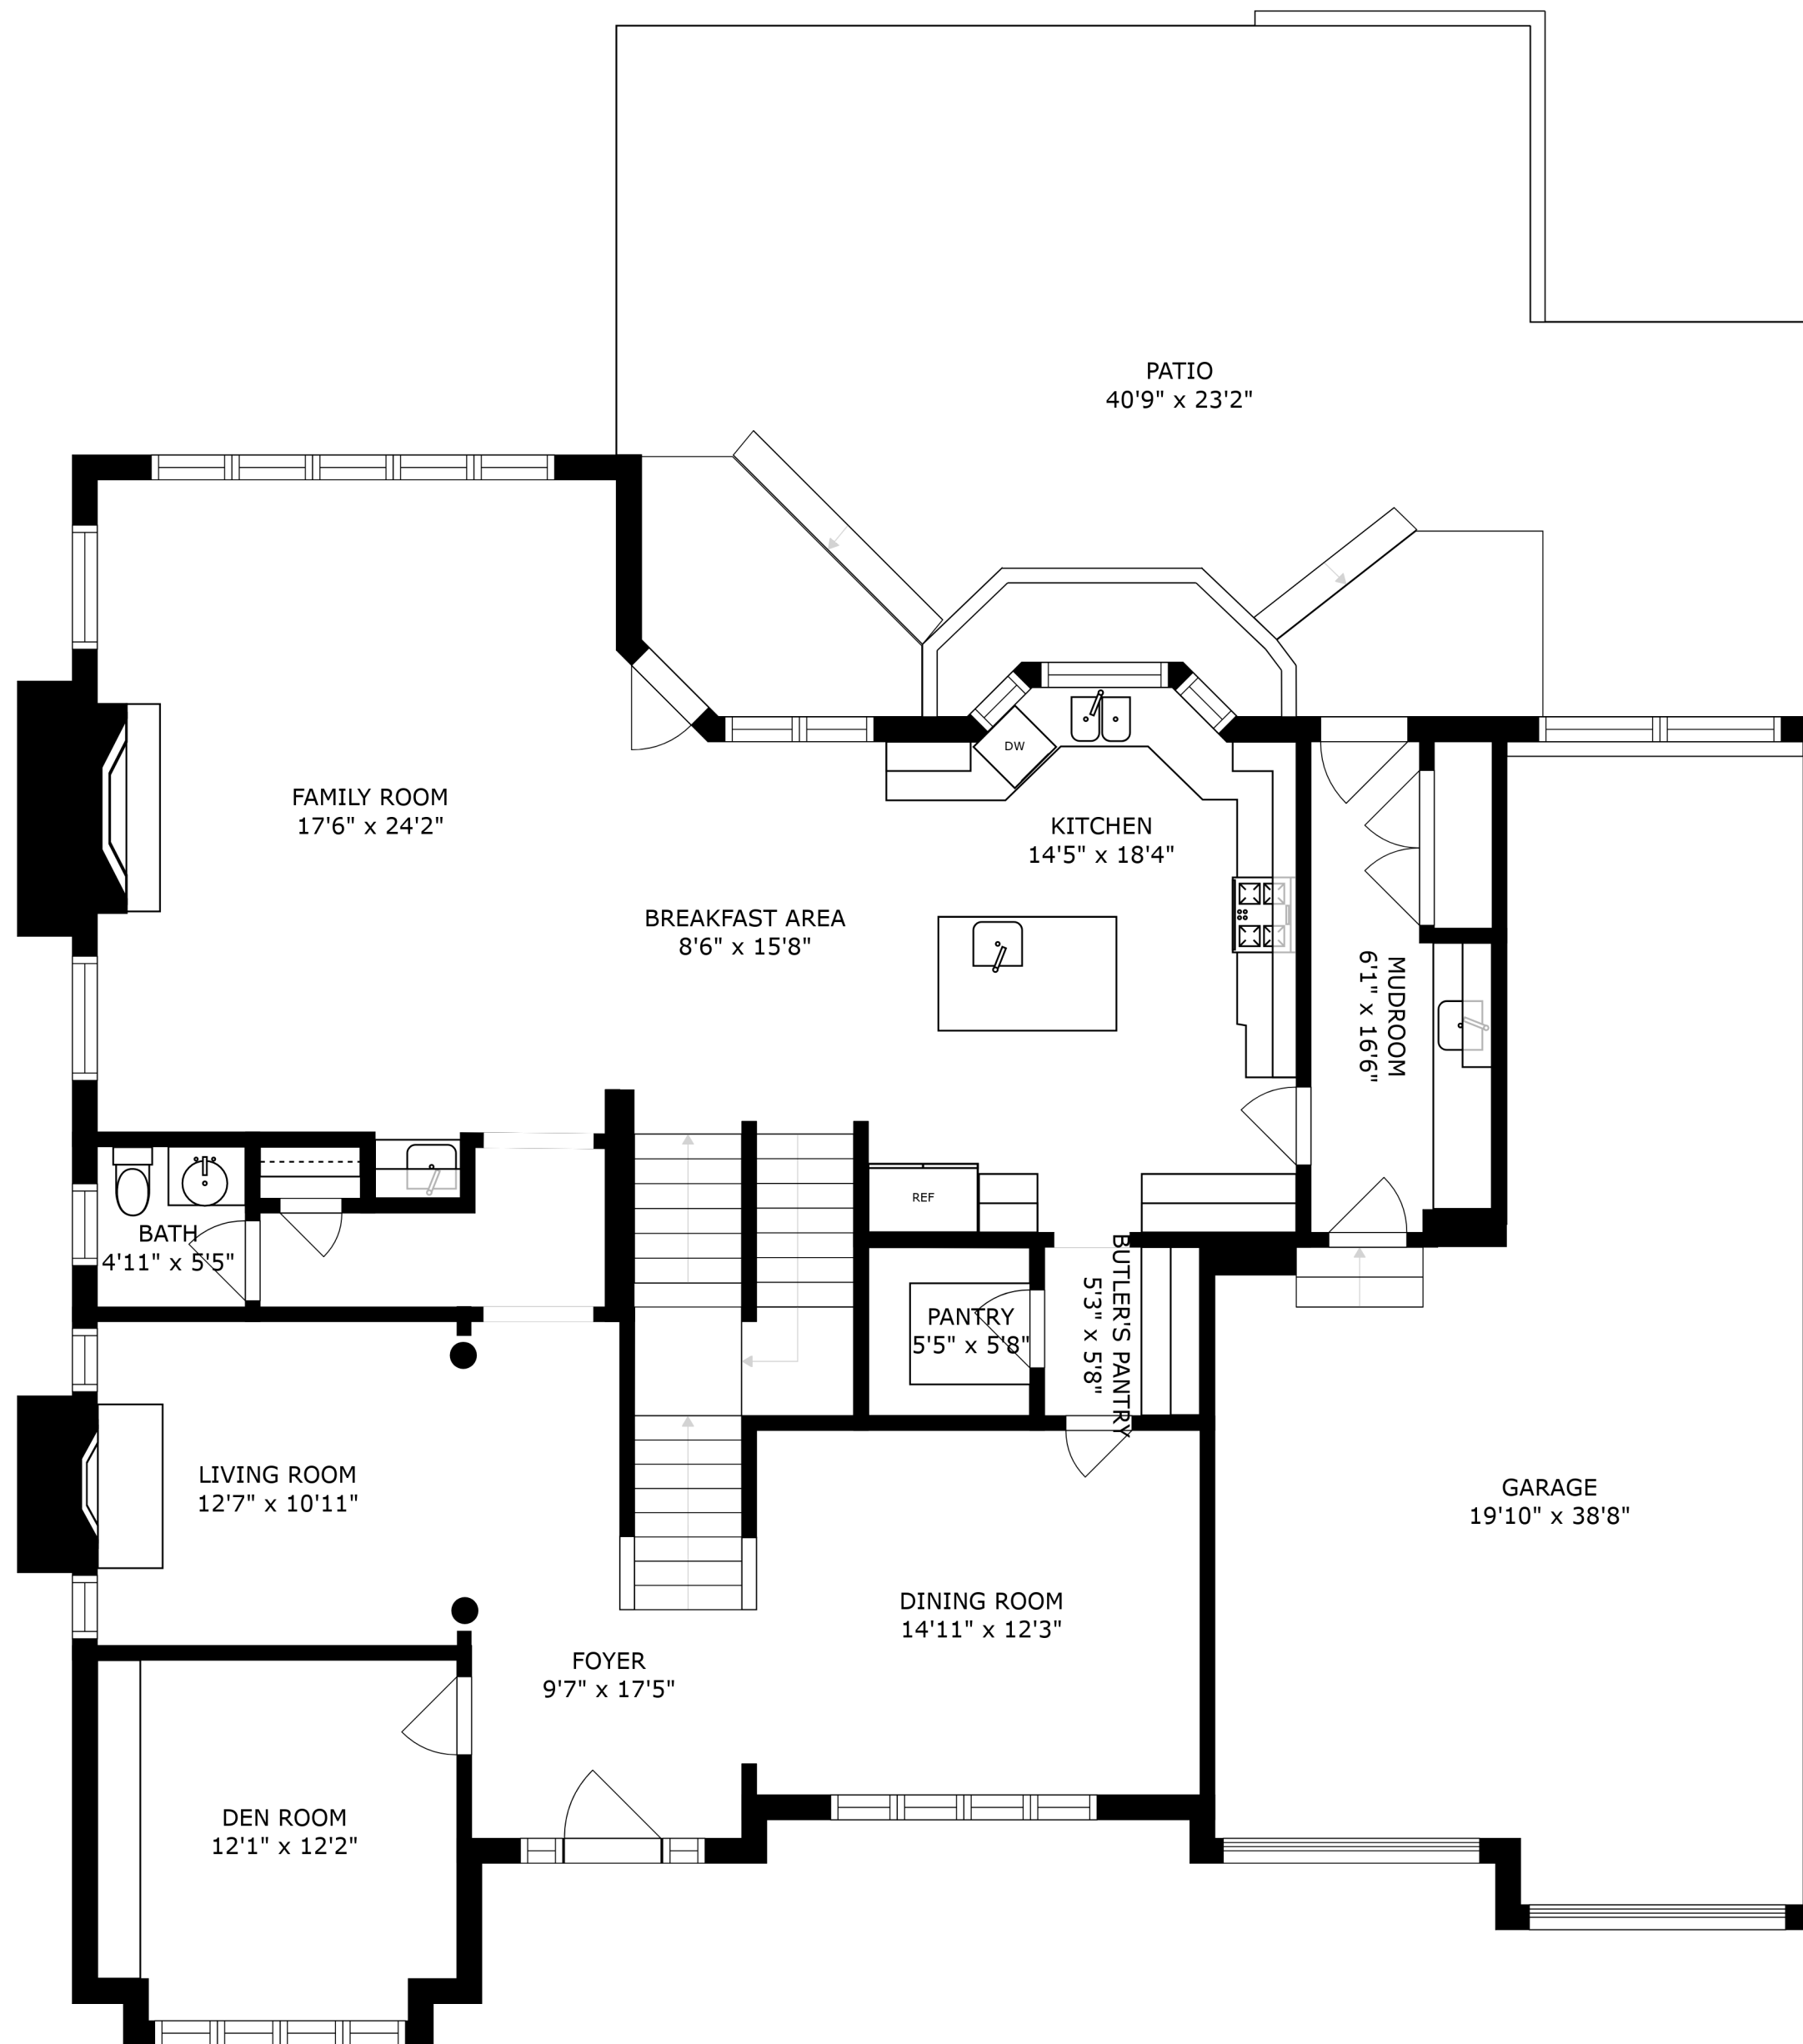 PATIO
40'9" x 23'2"
DW
FAMILY ROOM
17'6" x 24'2"
KITCHEN
14'5" x 18'4"
BREAKFAST AREA
8'6" x 15'8"
MUDROOM
6'1" x 16'6"
REF
BATH
4'11" x 5'5"
PANTRY
5'5" x 5'8"
BUTLER'S PANTRY
5'3" x 5'8"
LIVING ROOM
12'7" x 10'11"
GARAGE
19'10" x 38'8"
DINING ROOM
14'11" x 12'3"
FOYER
9'7" x 17'5"
DEN ROOM
12'1" x 12'2"